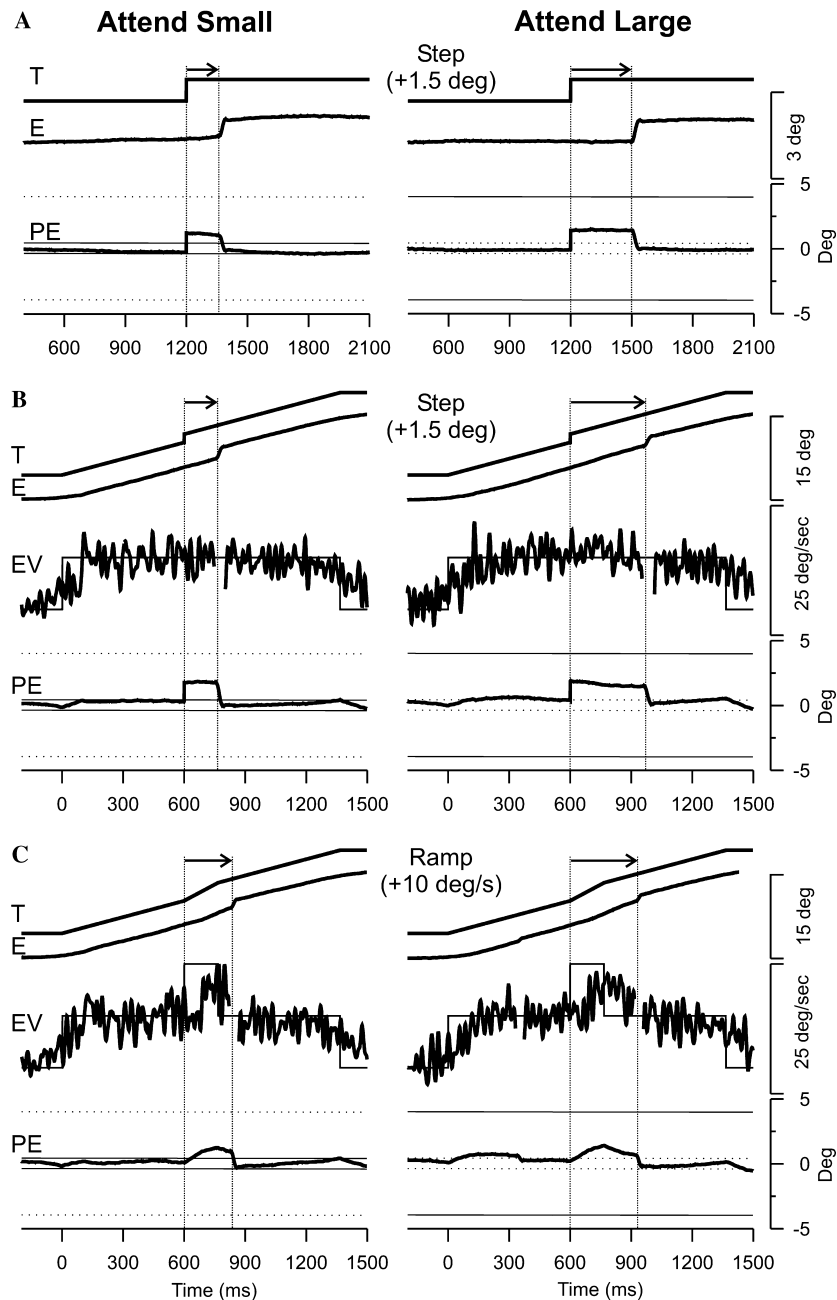 A
Attend Small
Attend Large
T
Step
(+1.5 deg)
E
3 deg
PE
5
0
-5
Deg
600 900 1200 1500 1800 2100
600 900 1200 1500 1800 2100
B
Step
(+1.5 deg)
T
E
15 deg
EV
25 deg/sec
PE
5
0
-5
Deg
0 300 600 900 1200 1500
0 300 600 900 1200 1500
C
Ramp
(+10 deg/s)
T
E
15 deg
EV
25 deg/sec
PE
5
0
-5
Deg
0 300 600 900 1200 1500
0 300 600 900 1200 1500
Time (ms)
Time (ms)